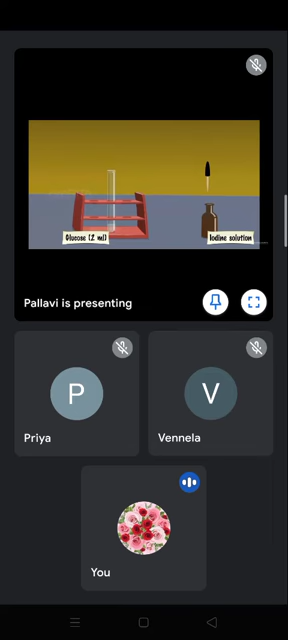 Glucose (2 ml)
Iodine solution
Pallavi is presenting
P
V
Priya
Vennela
You